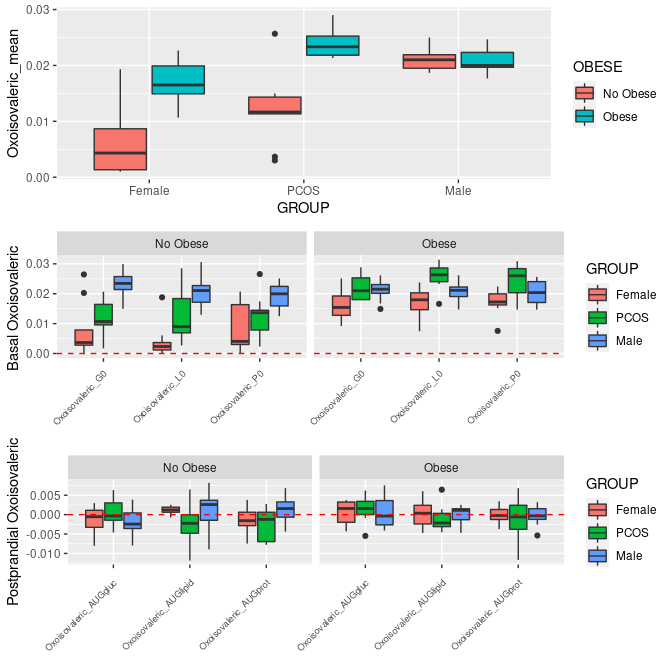 Oxoisovaleric_mean
0.03
0.02
0.01
0.00
Female PCOS Male
GROUP
OBESE
No Obese
Obese
Basal Oxoisovaleric
No Obese Obese
0.03
0.02
0.01
0.00
Oxoisovaleric_G0 Oxoisovaleric_L0 Oxoisovaleric_P0 Oxoisovaleric_G0 Oxoisovaleric_L0 Oxoisovaleric_P0
GROUP
Female
PCOS
Male
Postprandial Oxoisovaleric
No Obese Obese
0.005
0.000
-0.005
-0.010
Oxoisovaleric_AUGgluc Oxoisovaleric_AUGlipid Oxoisovaleric_AUGprot Oxoisovaleric_AUGgluc Oxoisovaleric_AUGlipid Oxoisovaleric_AUGprot
GROUP
Female
PCOS
Male